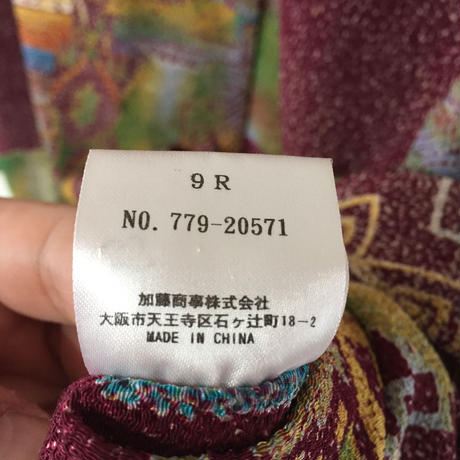 9R
NO. 779-20571
加藤商事株式会社
大阪市天王寺区石ヶ辻町18-2
MADE IN CHINA